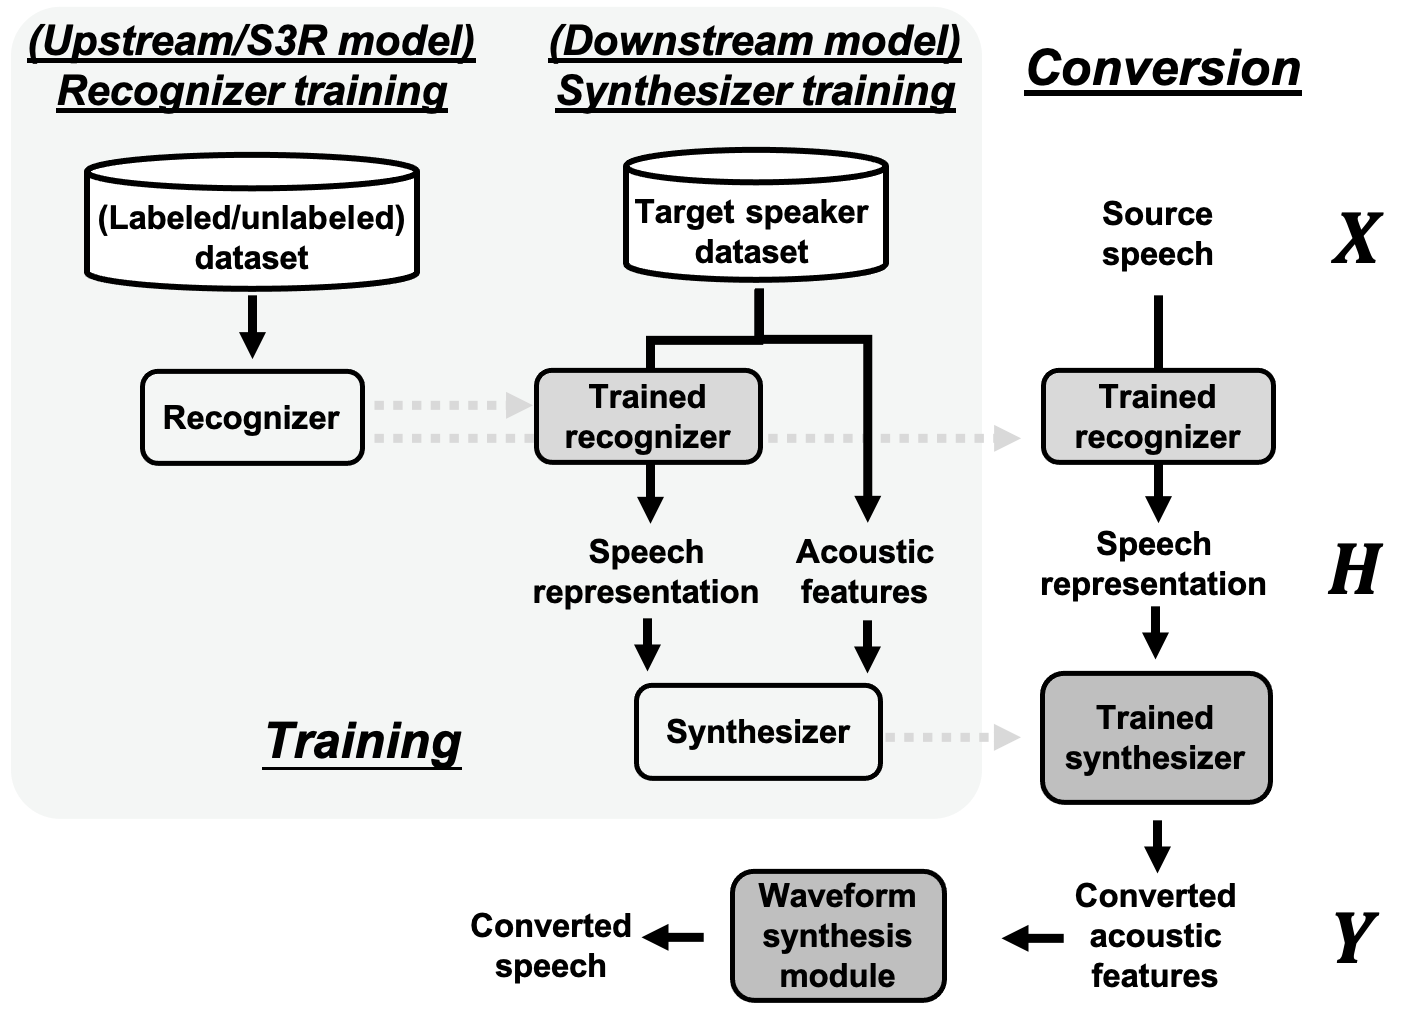 (Upstream/S3R model)
Recognizer training
(Labeled/unlabeled)
dataset
Recognizer
(Downstream model)
Synthesizer training
Target speaker
dataset
Trained
recognizer
Speech
representation
Acoustic
features
Synthesizer
Training
Conversion
Source
speech
X
Trained
recognizer
Speech
representation
H
Trained
synthesizer
Converted
acoustic
features
Y
Waveform
synthesis
module
Converted
speech